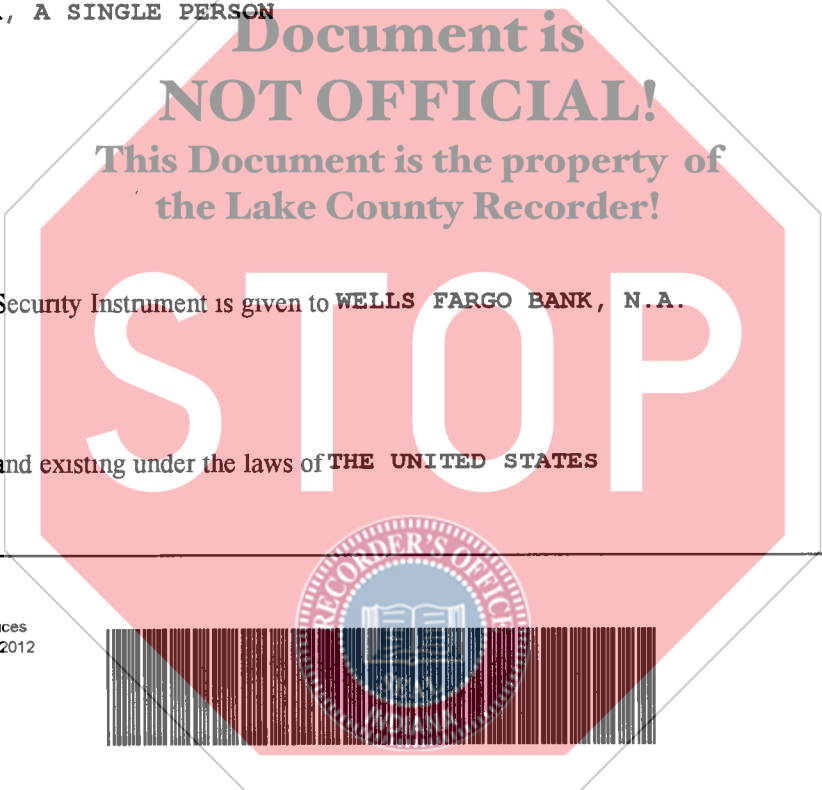 , A SINGLE PERSON
Document is
NOT OFFICIAL!
This Document is the property of
the Lake County Recorder!
Security Instrument is given to WELLS FARGO BANK, N.A.
STOP
and existing under the laws of THE UNITED STATES
RECORDER'S OFFICE
2012
SEAL
INDIANA